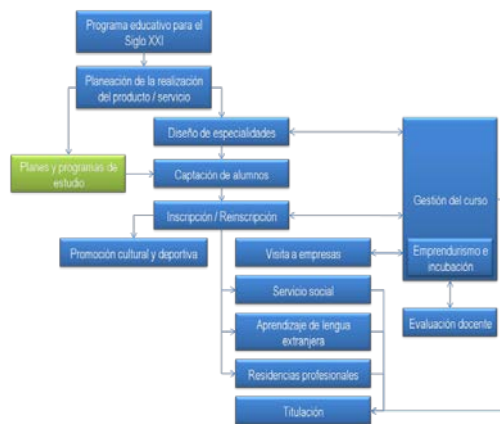 Programa educativo para el
Siglo XXI
Planeación de la realización
del producto / servicio
Diseño de especialidades
Planes y programas de
estudio
Captación de alumnos
Gestión del curso
Inscripción / Reinscripción
Promoción cultural y deportiva
Visita a empresas
Emprendurismo e
incubación
Servicio social
Evaluación docente
Aprendizaje de lengua
extranjera
Residencias profesionales
Titulación